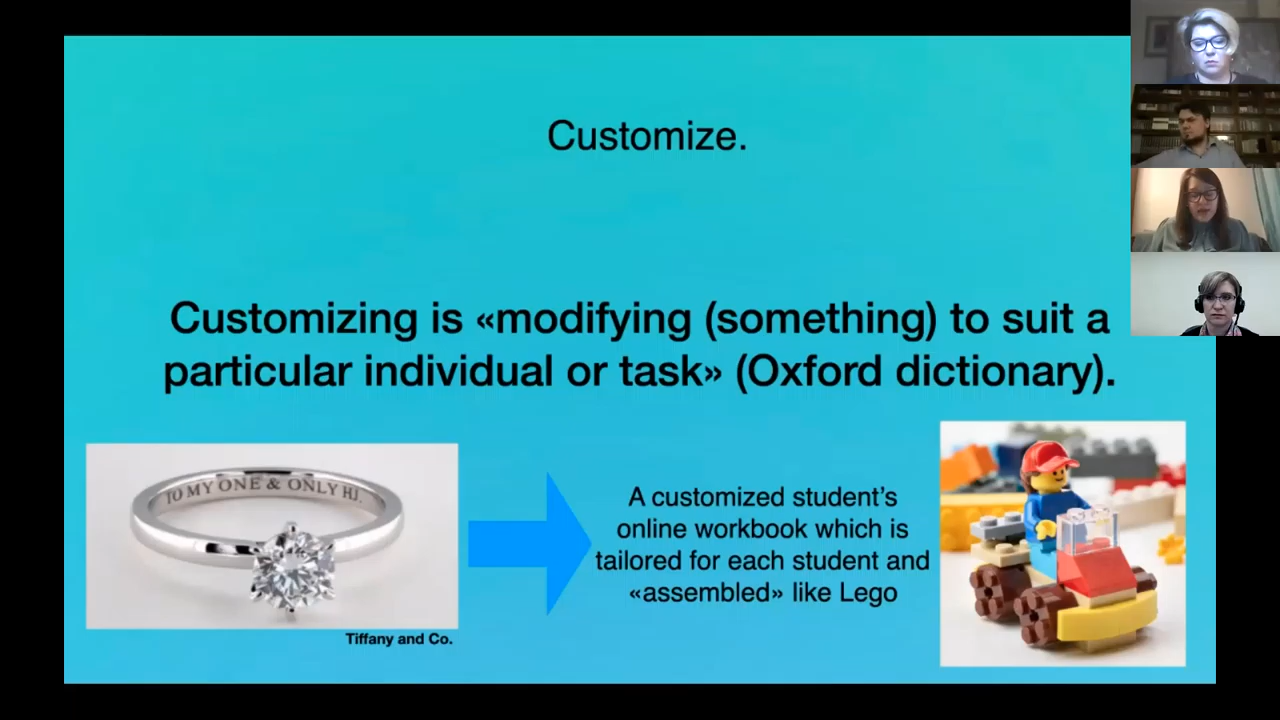 Customize.
Customizing is «modifying (something) to suit a
particular individual or task» (Oxford dictionary).
TO MY ONE & ONLY HJ.
Tiffany and Co.
A customized student's
online workbook which is
tailored for each student and
«assembled» like Lego